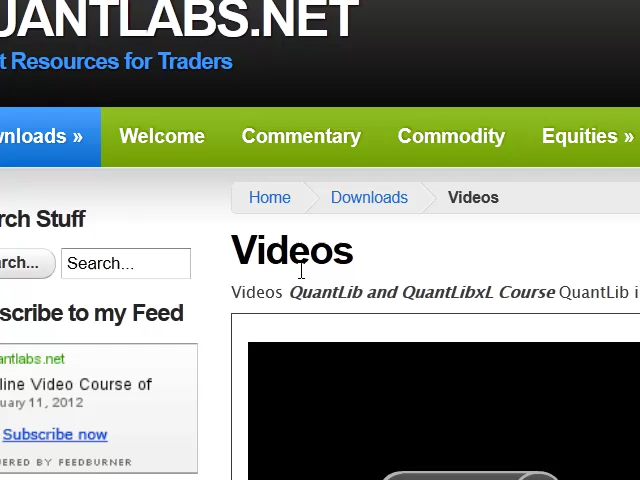 UANTLABS.NET
t Resources for Traders
wnloads » Welcome Commentary Commodity Equities »
Home Downloads Videos
rch Stuff
Videos
arch... Search...
Videos QuantLib and QuantLibxL Course QuantLib i
scribe to my Feed
antlabs.net
line Video Course of
uary 11, 2012
Subscribe now
ERED BY FEEDBURNER